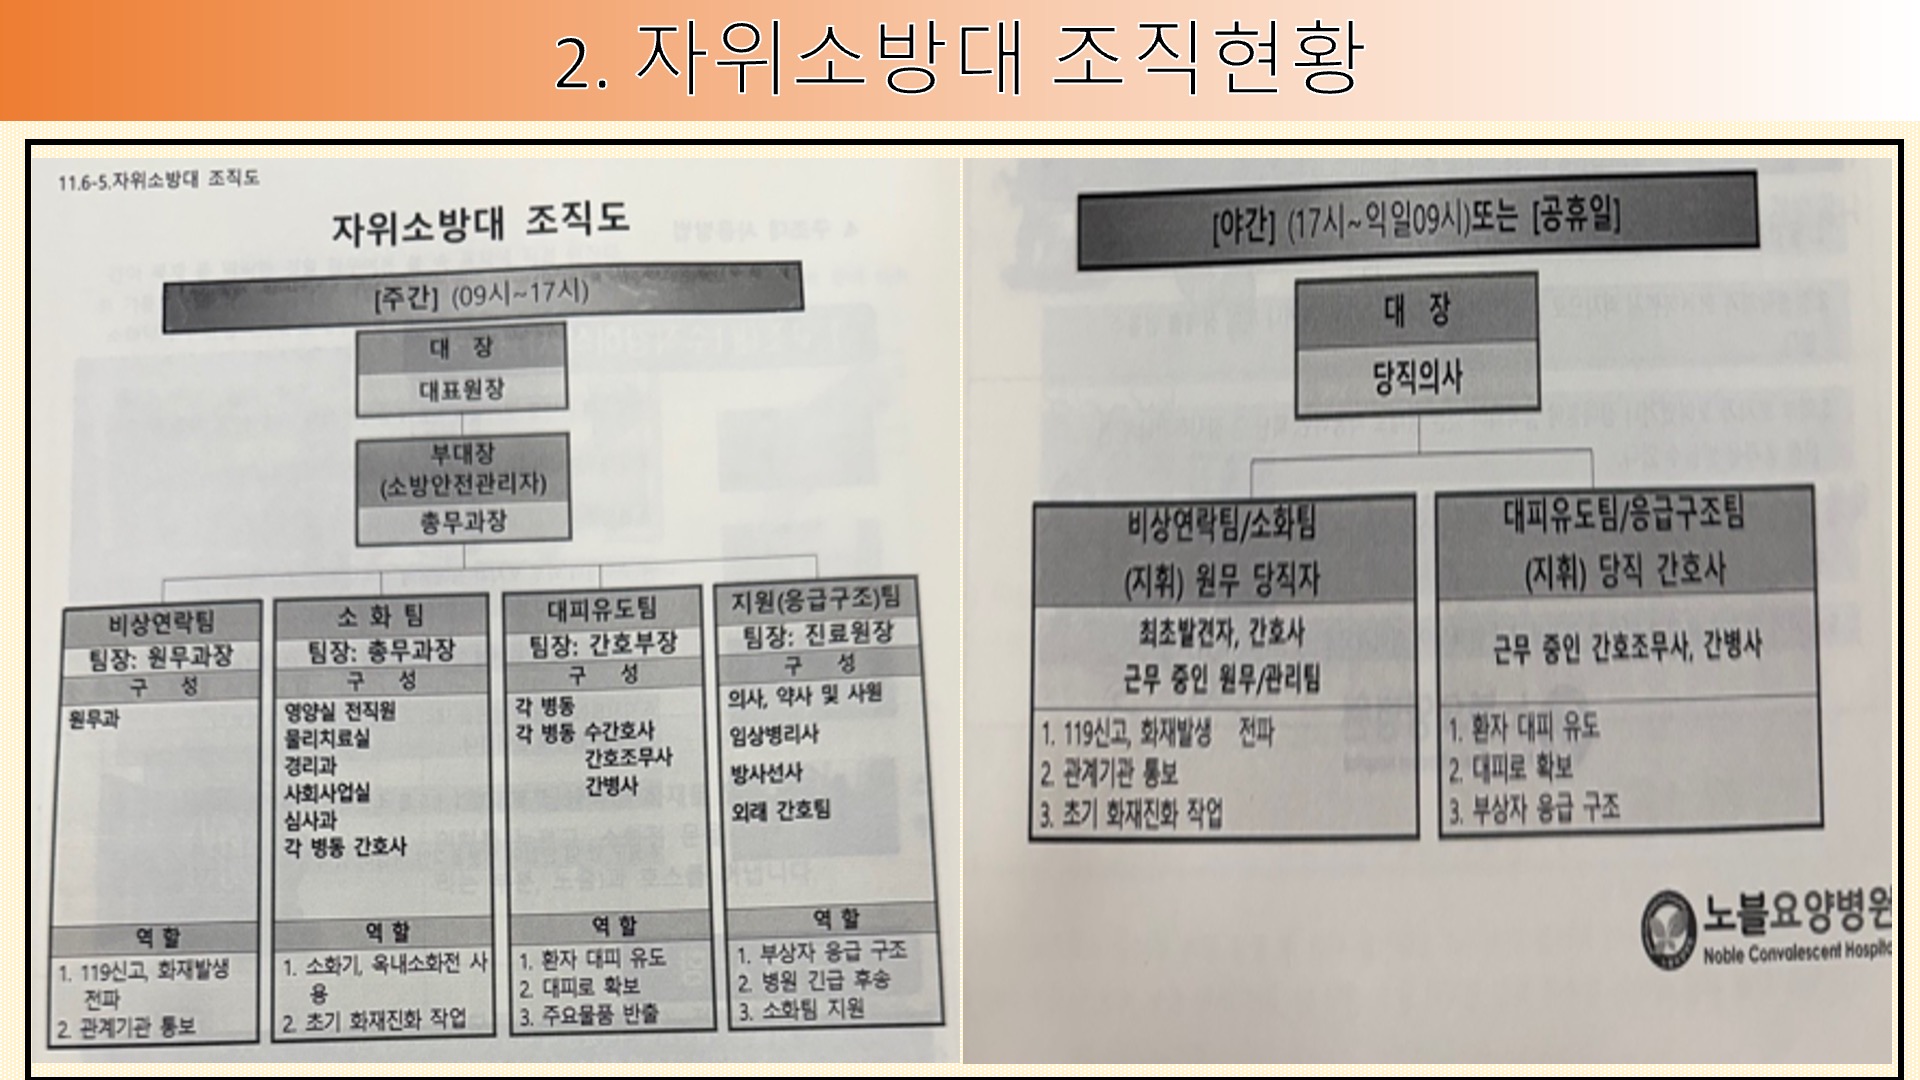 2. 자위소방대 조직현황
11.6-5.자위소방대 조직도
자위소방대 조직도
[주간] (09시~17시)
대 장
대표원장
부대장
(소방안전관리자)
총무과장
비상연락팀
팀장: 원무과장
구 성
원무과
역 할
1. 119신고, 화재발생
전파
2. 관계기관 통보
소 화 팀
팀장: 총무과장
구 성
영양실 전직원
물리치료실
경리과
사회사업실
심사과
각 병동 간호사
역 할
1. 소화기, 옥내소화전 사
용
2. 초기 화재진화 작업
대피유도팀
팀장: 간호부장
구 성
각 병동
각 병동 수간호사
간호조무사
간병사
역 할
1. 환자 대피 유도
2. 대피로 확보
3. 주요물품 반출
지원(응급구조)팀
팀장: 진료원장
구 성
의사, 약사 및 사원
임상병리사
방사선사
외래 간호팀
역 할
1. 부상자 응급 구조
2. 병원 긴급 후송
3. 소화팀 지원
[야간] (17시~익일09시)또는 [공휴일]
대 장
당직의사
비상연락팀/소화팀
(지휘) 원무 당직자
최초발견자, 간호사
근무 중인 원무/관리팀
1. 119신고, 화재발생 전파
2. 관계기관 통보
3. 초기 화재진화 작업
대피유도팀/응급구조팀
(지휘) 당직 간호사
근무 중인 간호조무사, 간병사
1. 환자 대피 유도
2. 대피로 확보
3. 부상자 응급 구조
노블요양병원
Noble Convalescent Hospita